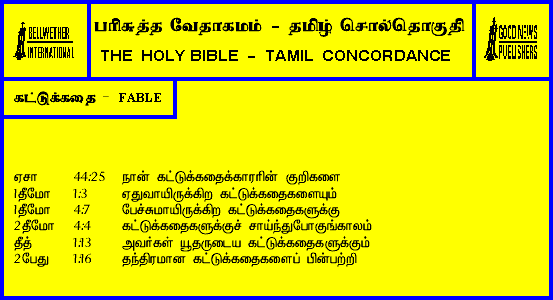 BELLWETHER INTERNATIONAL
பரிசுத்த வேதாகமம் - தமிழ் சொல்தொகுதி
THE HOLY BIBLE - TAMIL CONCORDANCE
GOOD NEWS PUBLISHERS
கட்டுக்கதை - FABLE
ஏசா 44:25 நான் கட்டுக்கதைக்காரரின் குறிகளை
1தீமோ 1:3 ஏதுவாயிருக்கிற கட்டுக்கதைகளையும்
1தீமோ 4:7 பேச்சுமாயிருக்கிற கட்டுக்கதைகளுக்கு
2தீமோ 4:4 கட்டுக்கதைகளுக்குச் சாய்ந்துபோகுங்காலம்
தீத் 1:13 அவர்கள் யூதருடைய கட்டுக்கதைகளுக்கும்
2பேது 1:16 தந்திரமான கட்டுக்கதைகளைப் பின்பற்றி